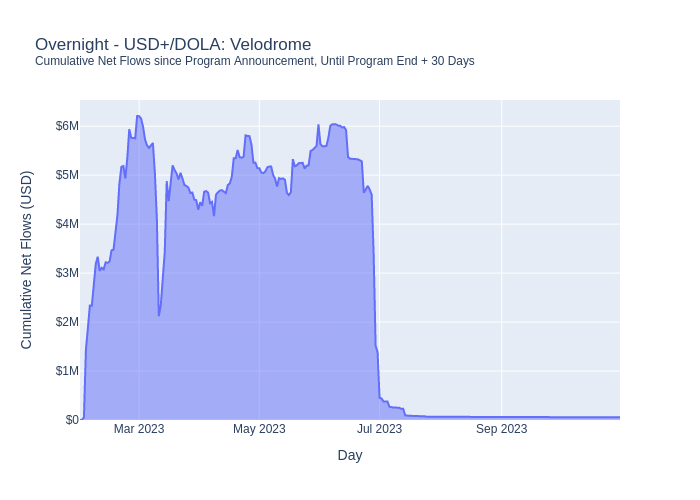 Overnight - USD+/DOLA: Velodrome
Cumulative Net Flows since Program Announcement, Until Program End + 30 Days
$6M
$5M
$4M
$3M
$2M
$1M
$0
Cumulative Net Flows (USD)
Mar 2023 May 2023 Jul 2023 Sep 2023
Day